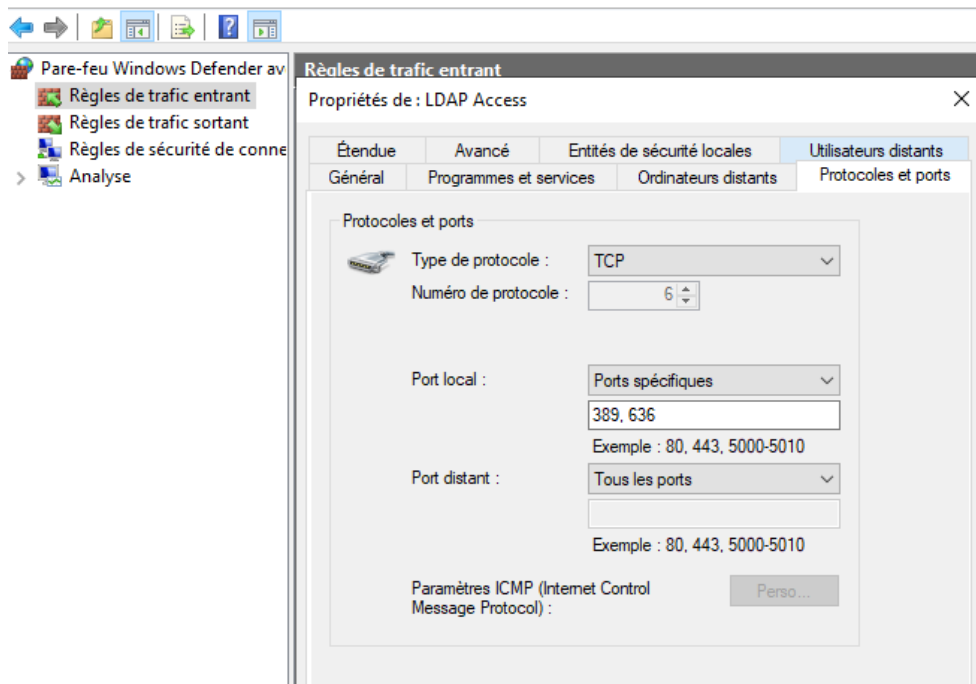 Pare-feu Windows Defender av
Règles de trafic entrant
Règles de trafic sortant
Règles de sécurité de conne
Analyse
Règles de trafic entrant
Propriétés de : LDAP Access
Étendue Avancé Entités de sécurité locales Utilisateurs distants
Général Programmes et services Ordinateurs distants Protocoles et ports
Protocoles et ports
Type de protocole : TCP
Numéro de protocole : 6
Port local : Ports spécifiques
389, 636
Exemple : 80, 443, 5000-5010
Port distant : Tous les ports
Exemple : 80, 443, 5000-5010
Paramètres ICMP (Internet Control
Message Protocol) :
Perso...